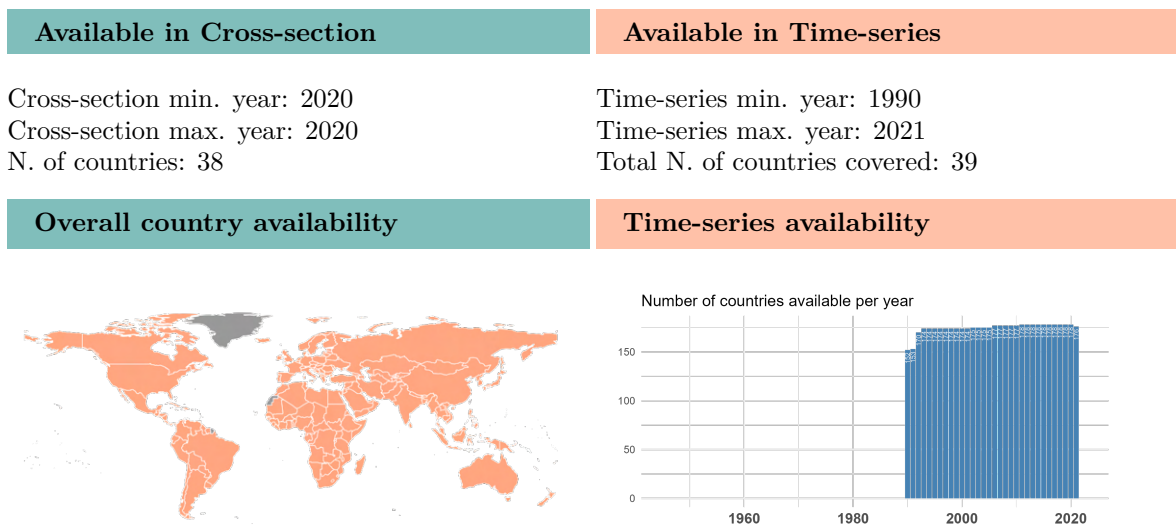 Available in Cross-section
Available in Time-series
Cross-section min. year: 2020
Cross-section max. year: 2020
N. of countries: 38
Time-series min. year: 1990
Time-series max. year: 2021
Total N. of countries covered: 39
Overall country availability
Time-series availability
Number of countries available per year
150
100
50
0
1960
1980
2000
2020